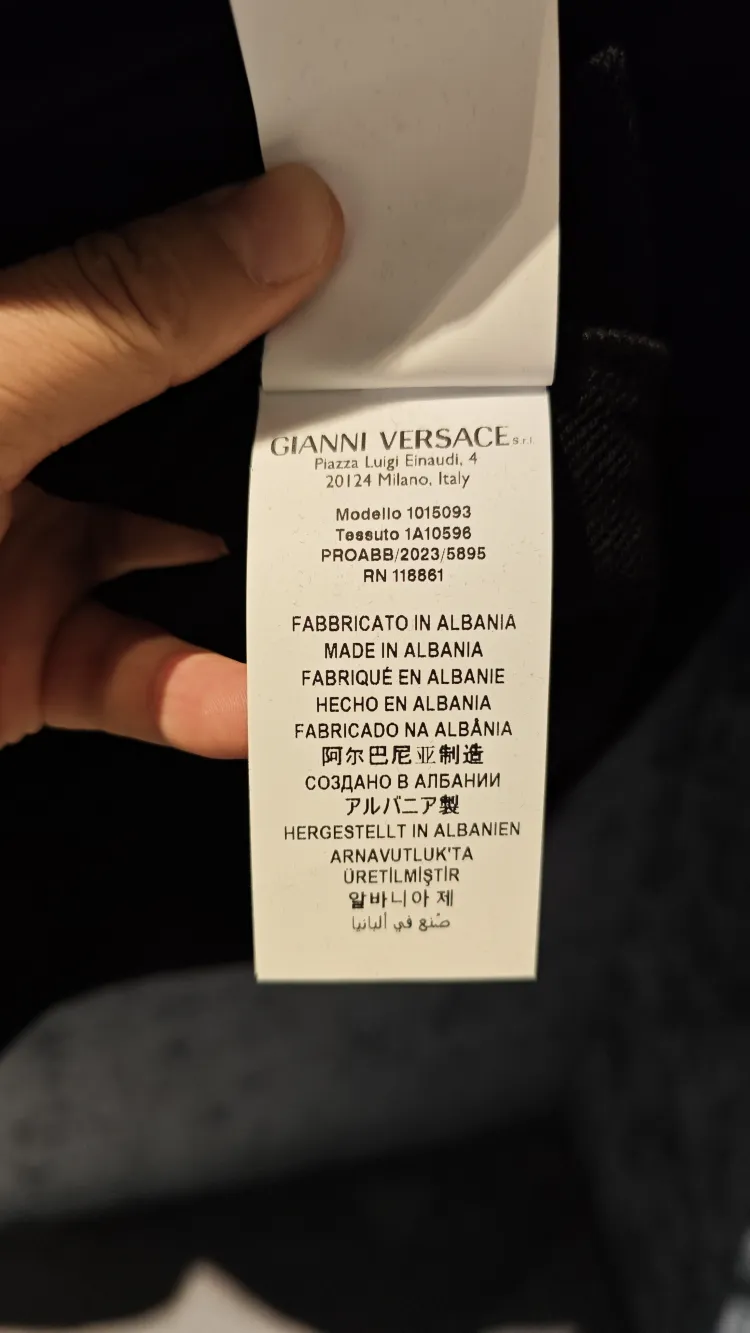 GIANNI VERSACE s.r.l.
Piazza Luigi Einaudi, 4
20124 Milano, Italy
Modello 1015093
Tessuto 1A10596
PROABB/2023/5895
RN 118861
FABBRICATO IN ALBANIA
MADE IN ALBANIA
FABRIQUÉ EN ALBANIE
HECHO EN ALBANIA
FABRICADO NA ALBÂNIA
阿尔巴尼亚制造
СОЗДАНО В АЛБАНИИ
アルバニア製
HERGESTELLT IN ALBANIEN
ARNAVUTLUK'TA
ÜRETİLMİŞTİR
알바니아 제
صُنع في ألبانيا